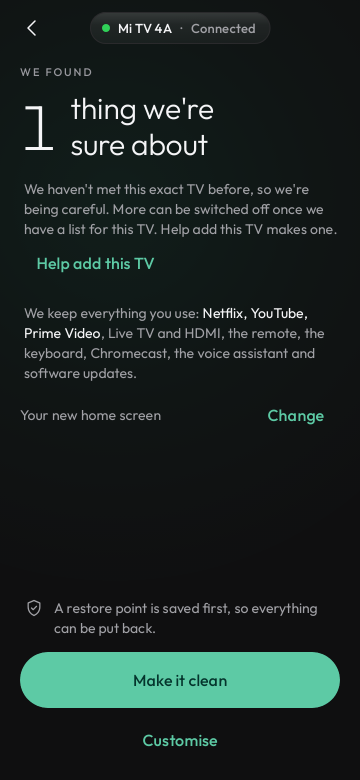 Mi TV 4A · Connected
WE FOUND
1 thing we're
sure about
We haven't met this exact TV before, so we're
being careful. More can be switched off once we
have a list for this TV. Help add this TV makes one.
Help add this TV
We keep everything you use: Netflix, YouTube,
Prime Video, Live TV and HDMI, the remote, the
keyboard, Chromecast, the voice assistant and
software updates.
Your new home screen
Change
A restore point is saved first, so everything
can be put back.
Make it clean
Customise